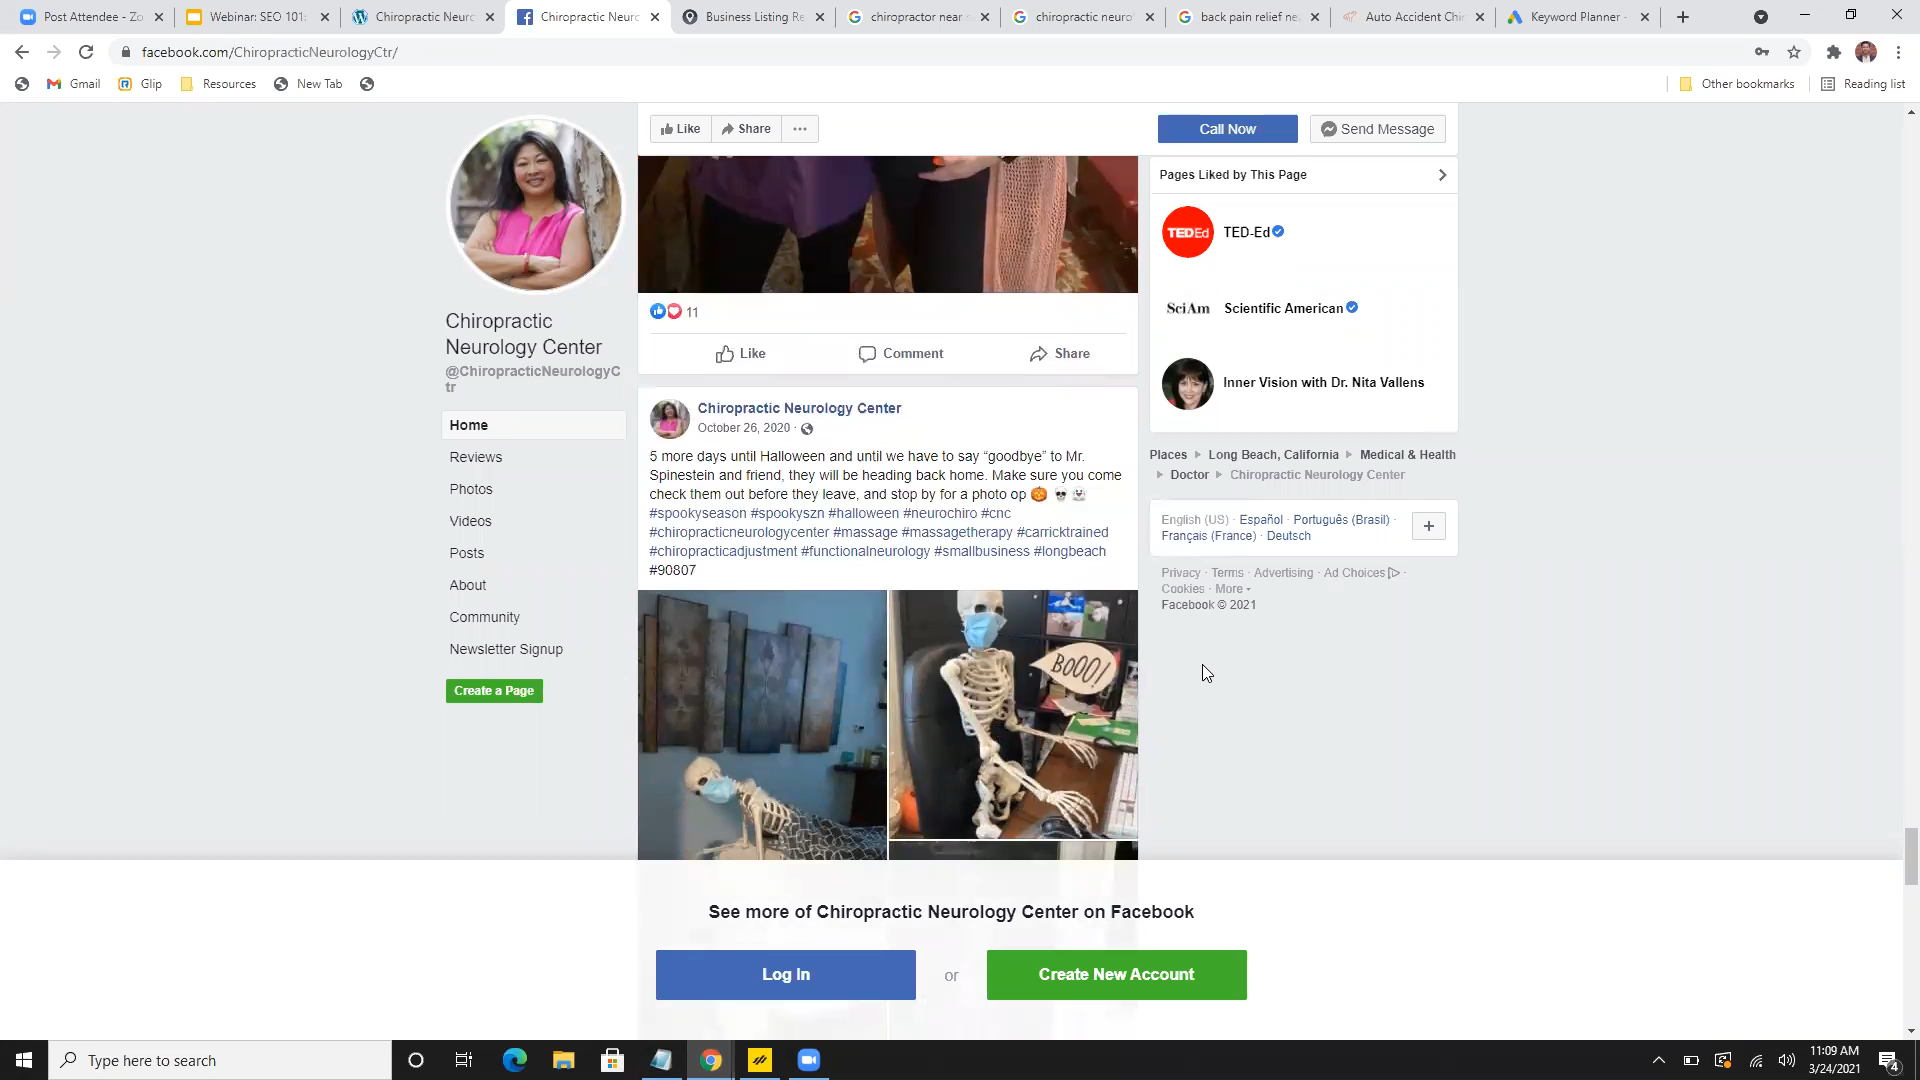 Post Attendee - Zo
Webinar: SEO 101:
Chiropractic Neuro
Chiropractic Neuro
Business Listing Re
chiropractor near s
chiropractic neuro
back pain relief ne
Auto Accident Chi
Keyword Planner -
facebook.com/ChiropracticNeurologyCtr/
Gmail
Glip
Resources
New Tab
Other bookmarks
Reading list
Like
Share
Call Now
Send Message
Chiropractic
Neurology Center
@ChiropracticNeurologyC
tr
Home
Reviews
Photos
Videos
Posts
About
Community
Newsletter Signup
Create a Page
11
Like
Comment
Share
Chiropractic Neurology Center
October 26, 2020 ·
5 more days until Halloween and until we have to say “goodbye” to Mr.
Spinestein and friend, they will be heading back home. Make sure you come
check them out before they leave, and stop by for a photo op 🎃 💀 👻
#spookyseason #spookyszn #halloween #neurochiro #cnc
#chiropracticneurologycenter #massage #massagetherapy #carricktrained
#chiropracticadjustment #functionalneurology #smallbusiness #longbeach
#90807
BOOO!
Pages Liked by This Page
TEDEd
TED-Ed
SciAm
Scientific American
Inner Vision with Dr. Nita Vallens
Places
Long Beach, California
Medical & Health
Doctor
Chiropractic Neurology Center
English (US) · Español · Português (Brasil) ·
Français (France) · Deutsch
Privacy · Terms · Advertising · Ad Choices ·
Cookies · More
Facebook © 2021
See more of Chiropractic Neurology Center on Facebook
Log In
or
Create New Account
Type here to search
11:09 AM
3/24/2021
4